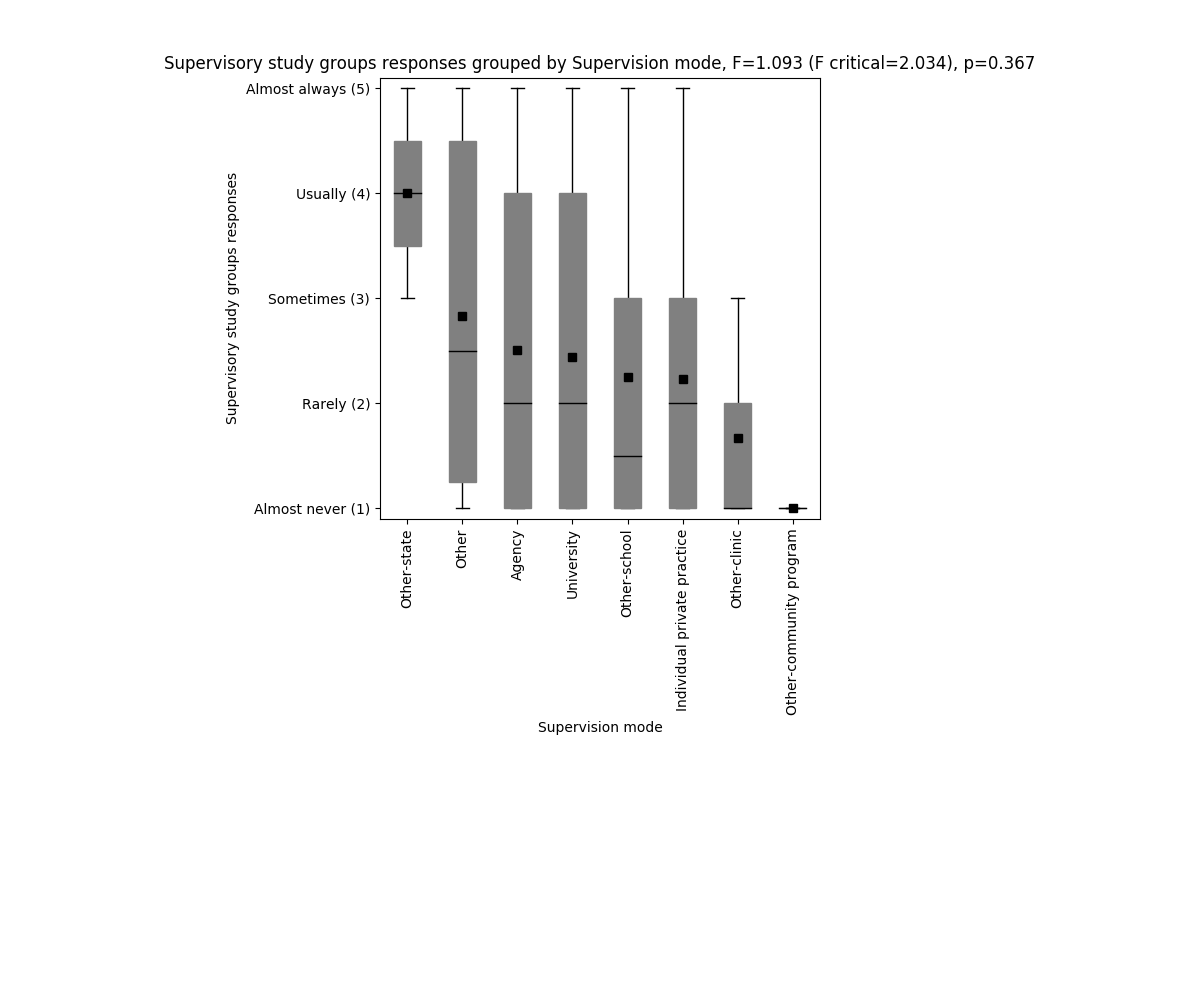 Supervisory study groups responses grouped by Supervision mode, F=1.093 (F critical=2.034), p=0.367
Supervisory study groups responses
Almost always (5)
Usually (4)
Sometimes (3)
Rarely (2)
Almost never (1)
Other-state
Other
Agency
University
Other-school
Individual private practice
Other-clinic
Other-community program
Supervision mode